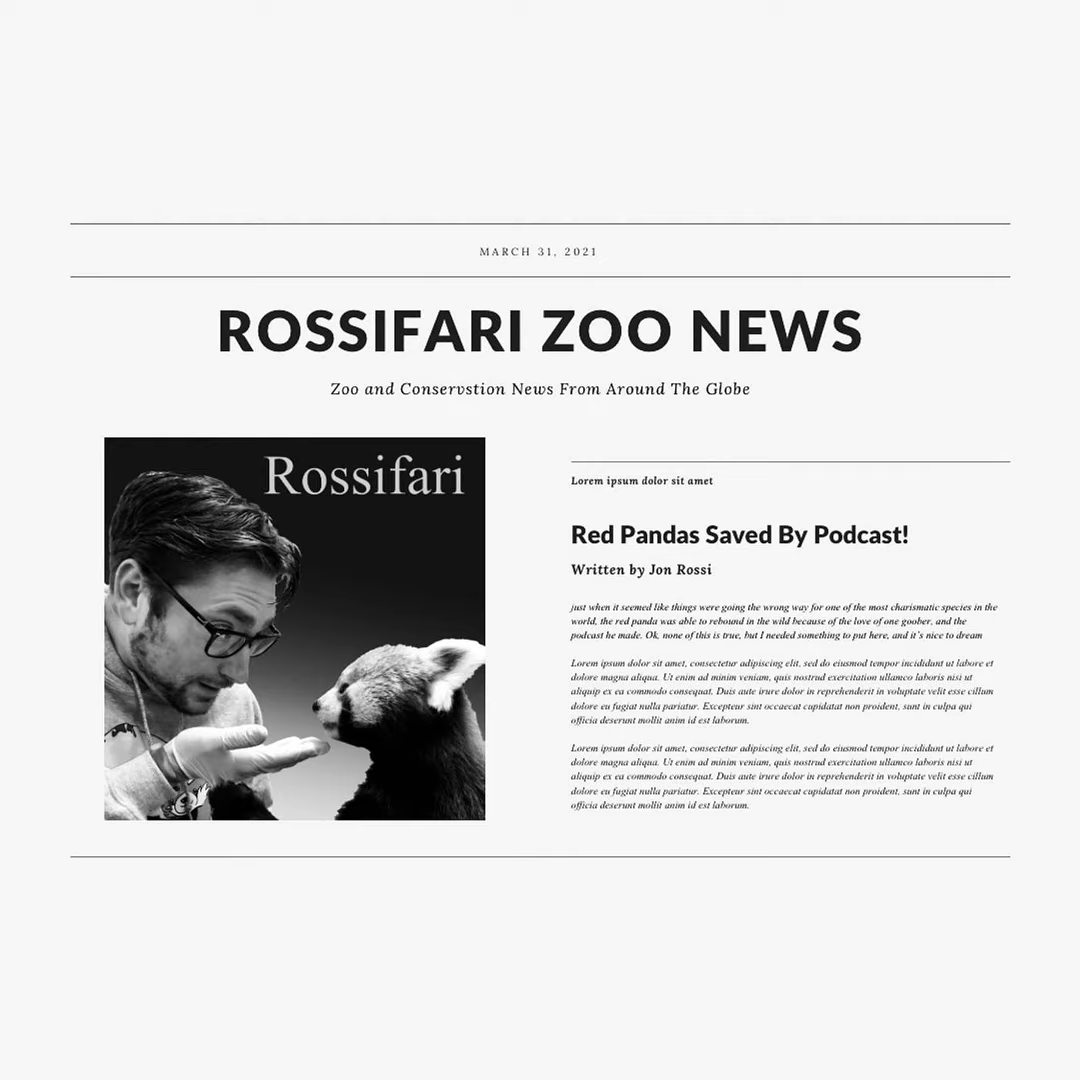 MARCH 31, 2021
ROSSIFARI ZOO NEWS
Zoo and Conservstion News From Around The Globe
Rossifari
Lorem ipsum dolor sit amet
Red Pandas Saved By Podcast!
Written by Jon Rossi
just when it seemed like things were going the wrong way for one of the most charismatic species in the
world, the red panda was able to rebound in the wild because of the love of one goober, and the
podcast he made. Ok, none of this is true, but I needed something to put here, and it's nice to dream
Lorem ipsum dolor sit amet, consectetur adipiscing elit, sed do eiusmod tempor incididunt ut labore et
dolore magna aliqua. Ut enim ad minim veniam, quis nostrud exercitation ullamco laboris nisi ut
aliquip ex ea commodo consequat. Duis aute irure dolor in reprehenderit in voluptate velit esse cillum
dolore eu fugiat nulla pariatur. Excepteur sint occaecat cupidatat non proident, sunt in culpa qui
officia deserunt mollit anim id est laborum.
Lorem ipsum dolor sit amet, consectetur adipiscing elit, sed do eiusmod tempor incididunt ut labore et
dolore magna aliqua. Ut enim ad minim veniam, quis nostrud exercitation ullamco laboris nisi ut
aliquip ex ea commodo consequat. Duis aute irure dolor in reprehenderit in voluptate velit esse cillum
dolore eu fugiat nulla pariatur. Excepteur sint occaecat cupidatat non proident, sunt in culpa qui
officia deserunt mollit anim id est laborum.